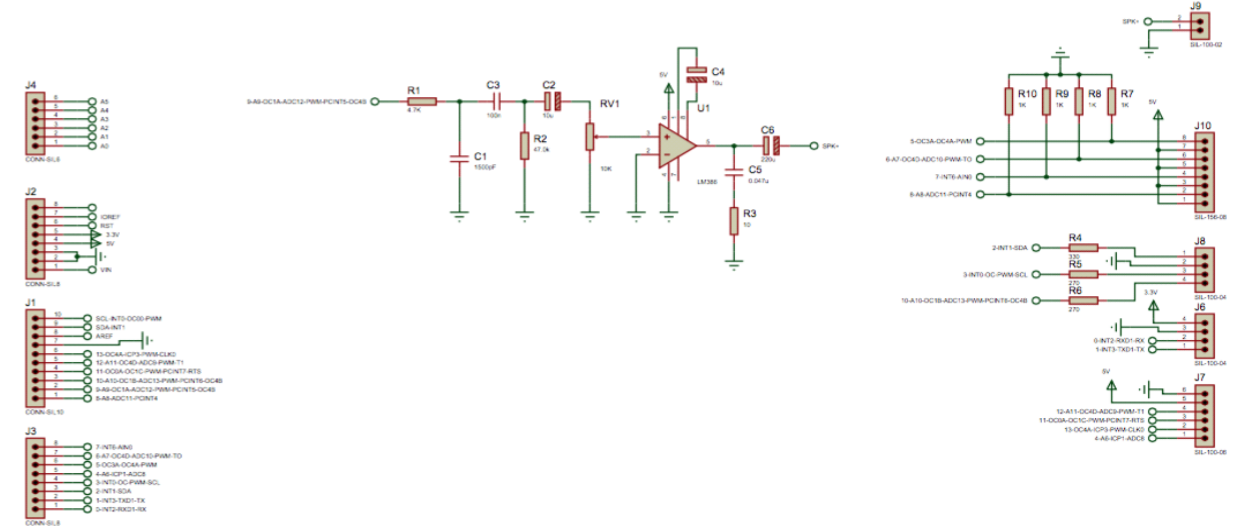 J4
6
5
4
3
2
1
A5
A4
A3
A2
A1
A0
CONN-SIL6
J2
8
7
6
5
4
3
2
1
IOREF
RST
3.3V
5V
VIN
CONN-SIL8
J1
10
9
8
7
6
5
4
3
2
1
SCL-INT0-OC00-PWM
SDA-INT1
AREF
13-OC4A-ICP3-PWM-CLK0
12-A11-OC4D-ADC9-PWM-T1
11-OC0A-OC1C-PWM-PCINT7-RTS
10-A10-OC1B-ADC13-PWM-PCINT6-OC4B
9-A9-OC1A-ADC12-PWM-PCINT5-OC4B
8-A8-ADC11-PCINT4
CONN-SIL10
J3
8
7
6
5
4
3
2
1
7-INT6-AIN0
6-A7-OC4D-ADC10-PWM-TO
5-OC3A-OC4A-PWM
4-A6-ICP1-ADC8
3-INT0-OC-PWM-SCL
2-INT1-SDA
1-INT3-TXD1-TX
0-INT2-RXD1-RX
CONN-SIL8
9-A9-OC1A-ADC12-PWM-PCINT5-OC4B
R1
4.7K
C1
1500pF
C3
100n
R2
47.0k
C2
10u
RV1
10K
5V
C4
10u
U1
6
1
8
3
2
5
4
7
LM386
C5
0.047u
R3
10
C6
220u
SPK+
J9
SPK+
2
1
SIL-100-02
R10
1K
R9
1K
R8
1K
R7
1K
5V
J10
5-OC3A-OC4A-PWM
6-A7-OC4D-ADC10-PWM-TO
7-INT6-AIN0
8-A8-ADC11-PCINT4
8
7
6
5
4
3
2
1
SIL-156-08
J8
2-INT1-SDA
R4
330
3-INT0-OC-PWM-SCL
R5
270
10-A10-OC1B-ADC13-PWM-PCINT6-OC4B
R6
270
1
2
3
4
SIL-100-04
J6
3.3V
0-INT2-RXD1-RX
1-INT3-TXD1-TX
4
3
2
1
SIL-100-04
J7
5V
12-A11-OC4D-ADC9-PWM-T1
11-OC0A-OC1C-PWM-PCINT7-RTS
13-OC4A-ICP3-PWM-CLK0
4-A6-ICP1-ADC8
6
5
4
3
2
1
SIL-100-06